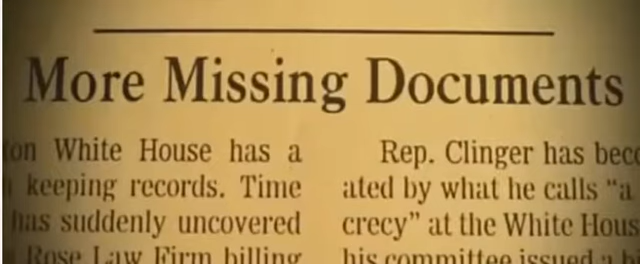 More Missing Documents
on White House has a
keeping records. Time
has suddenly uncovered
Rose Law Firm billing
Rep. Clinger has beco
ated by what he calls "a
crecy" at the White Hous
his committee issued a